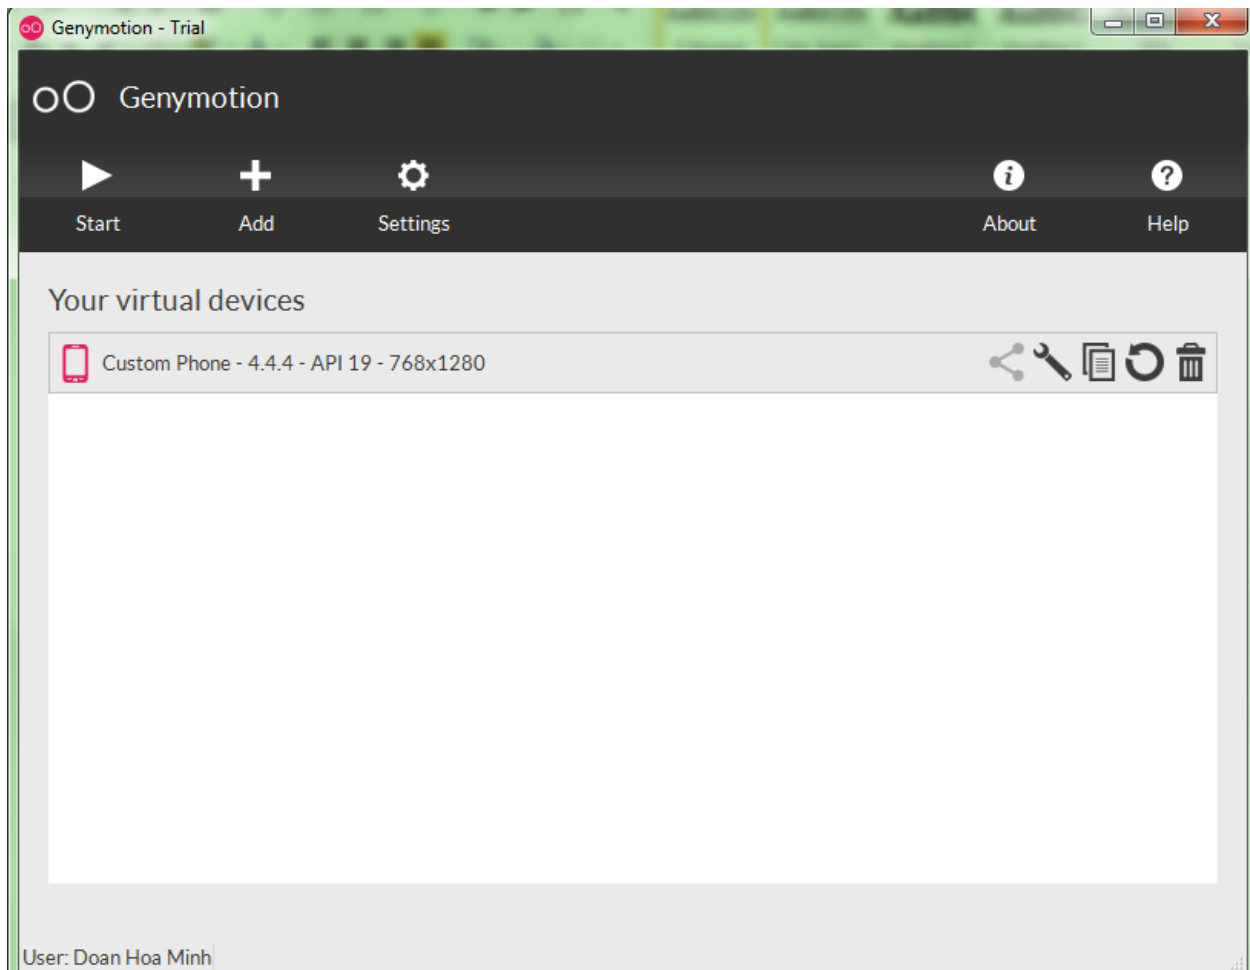 Genymotion - Trial
Genymotion
Start Add Settings About Help
Your virtual devices
Custom Phone - 4.4.4 - API 19 - 768x1280
User: Doan Hoa Minh